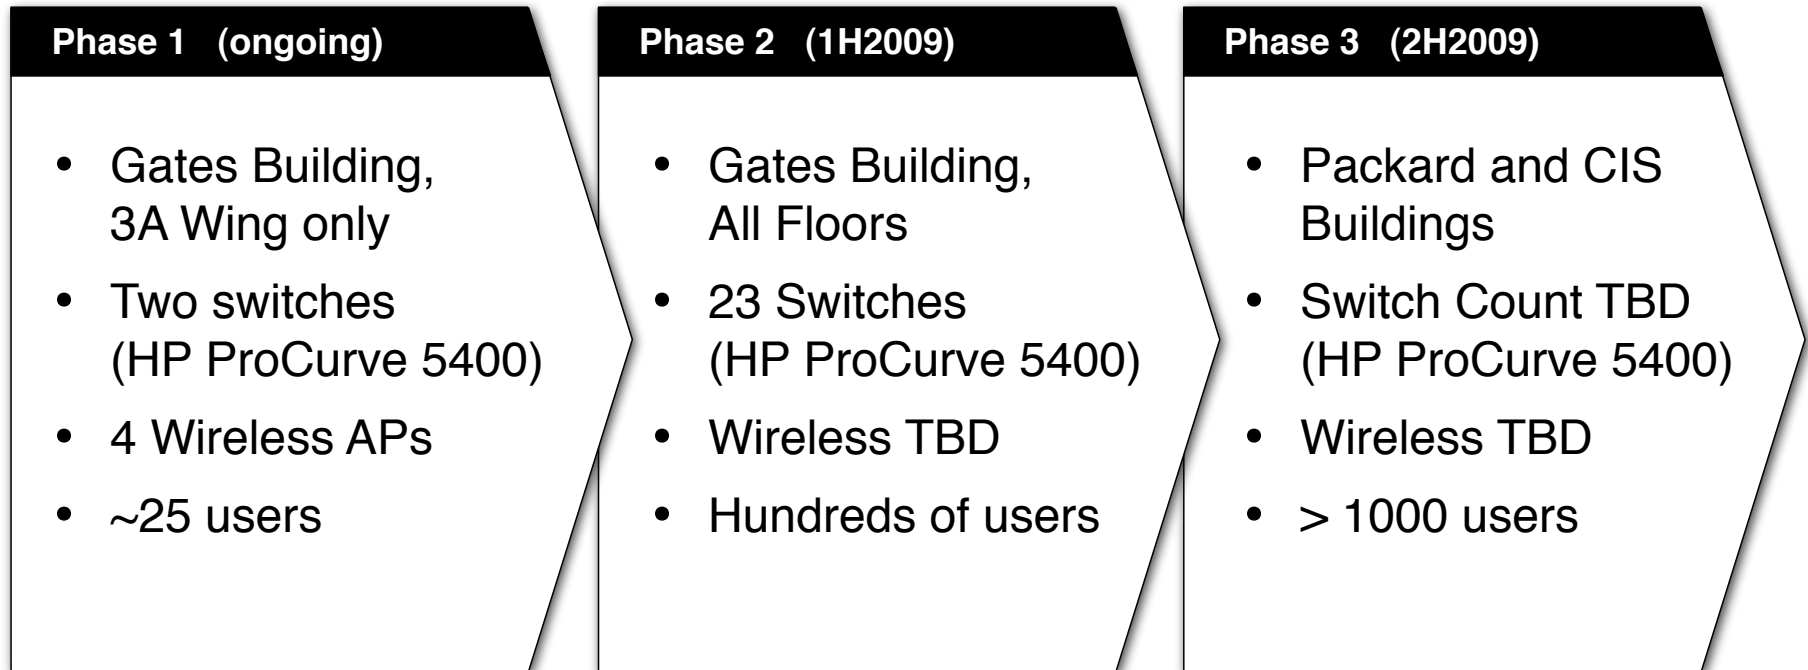 Phase 1 (ongoing)
• Gates Building,
3A Wing only
• Two switches
(HP ProCurve 5400)
• 4 Wireless APs
• ~25 users
Phase 2 (1H2009)
• Gates Building,
All Floors
• 23 Switches
(HP ProCurve 5400)
• Wireless TBD
• Hundreds of users
Phase 3 (2H2009)
• Packard and CIS
Buildings
• Switch Count TBD
(HP ProCurve 5400)
• Wireless TBD
• > 1000 users